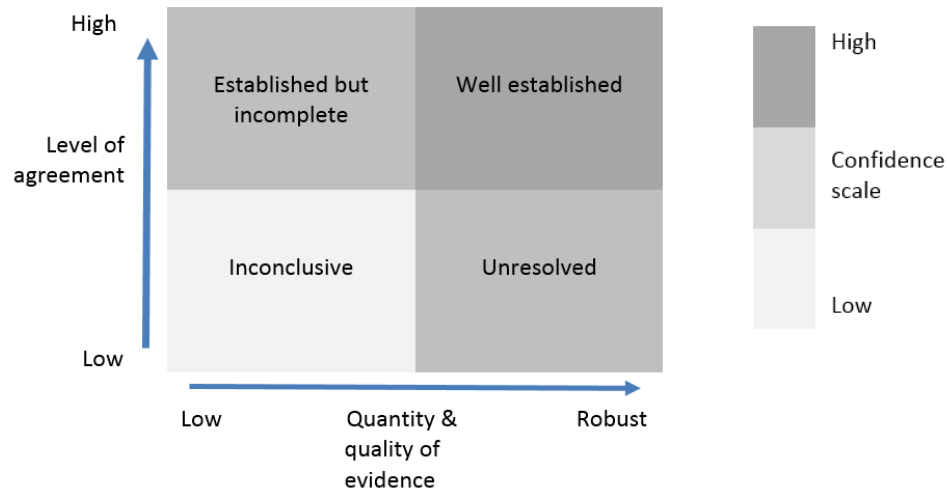 High
Established but
incomplete
Well established
Level of
agreement
Inconclusive
Unresolved
Low
Low
Quantity &
quality of
evidence
Robust
High
Confidence
scale
Low